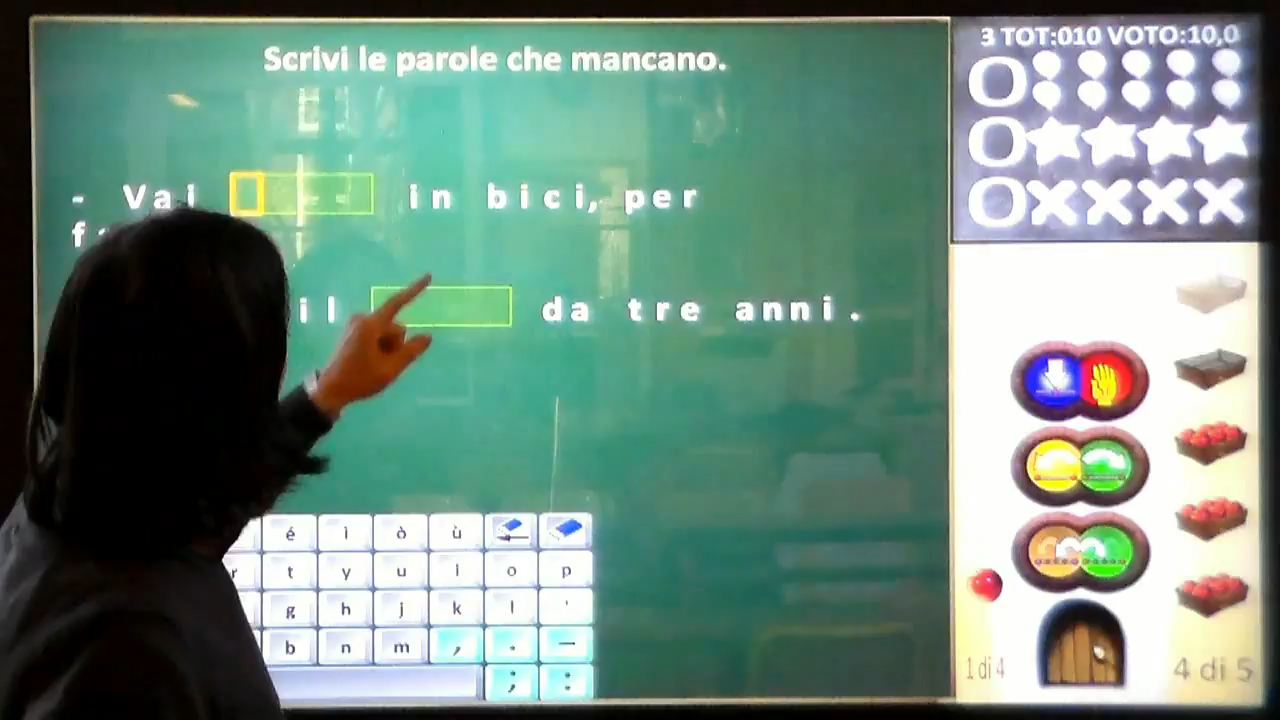 Scrivi le parole che mancano.
- Vai in bici, per
il da tre anni.
3 TOT:010 VOTO:10,0
é ì ò ù
r t y u i o p
g h j k l '
b n m , . –
; :
1 di 4
4 di 5